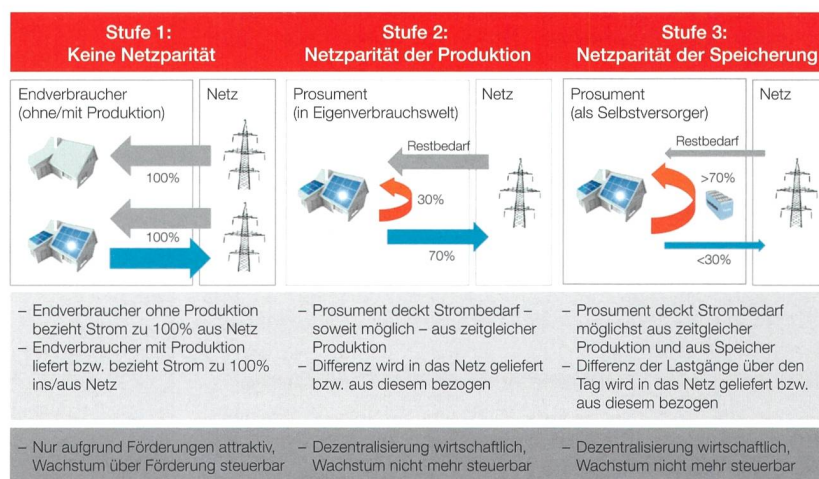 Stufe 1:
Keine Netzparität
Stufe 2:
Netzparität der Produktion
Stufe 3:
Netzparität der Speicherung
Endverbraucher
(ohne/mit Produktion)
Netz
100%
100%
Prosument
(in Eigenverbrauchswelt)
Netz
Restbedarf
30%
70%
Prosument
(als Selbstversorger)
Netz
Restbedarf
>70%
<30%
– Endverbraucher ohne Produktion
bezieht Strom zu 100% aus Netz
– Endverbraucher mit Produktion
liefert bzw. bezieht Strom zu 100%
ins/aus Netz
– Prosument deckt Strombedarf –
soweit möglich – aus zeitgleicher
Produktion
– Differenz wird in das Netz geliefert
bzw. aus diesem bezogen
– Prosument deckt Strombedarf
möglichst aus zeitgleicher
Produktion und aus Speicher
– Differenz der Lastgänge über den
Tag wird in das Netz geliefert bzw.
aus diesem bezogen
– Nur aufgrund Förderungen attraktiv,
Wachstum über Förderung steuerbar
– Dezentralisierung wirtschaftlich,
Wachstum nicht mehr steuerbar
– Dezentralisierung wirtschaftlich,
Wachstum nicht mehr steuerbar